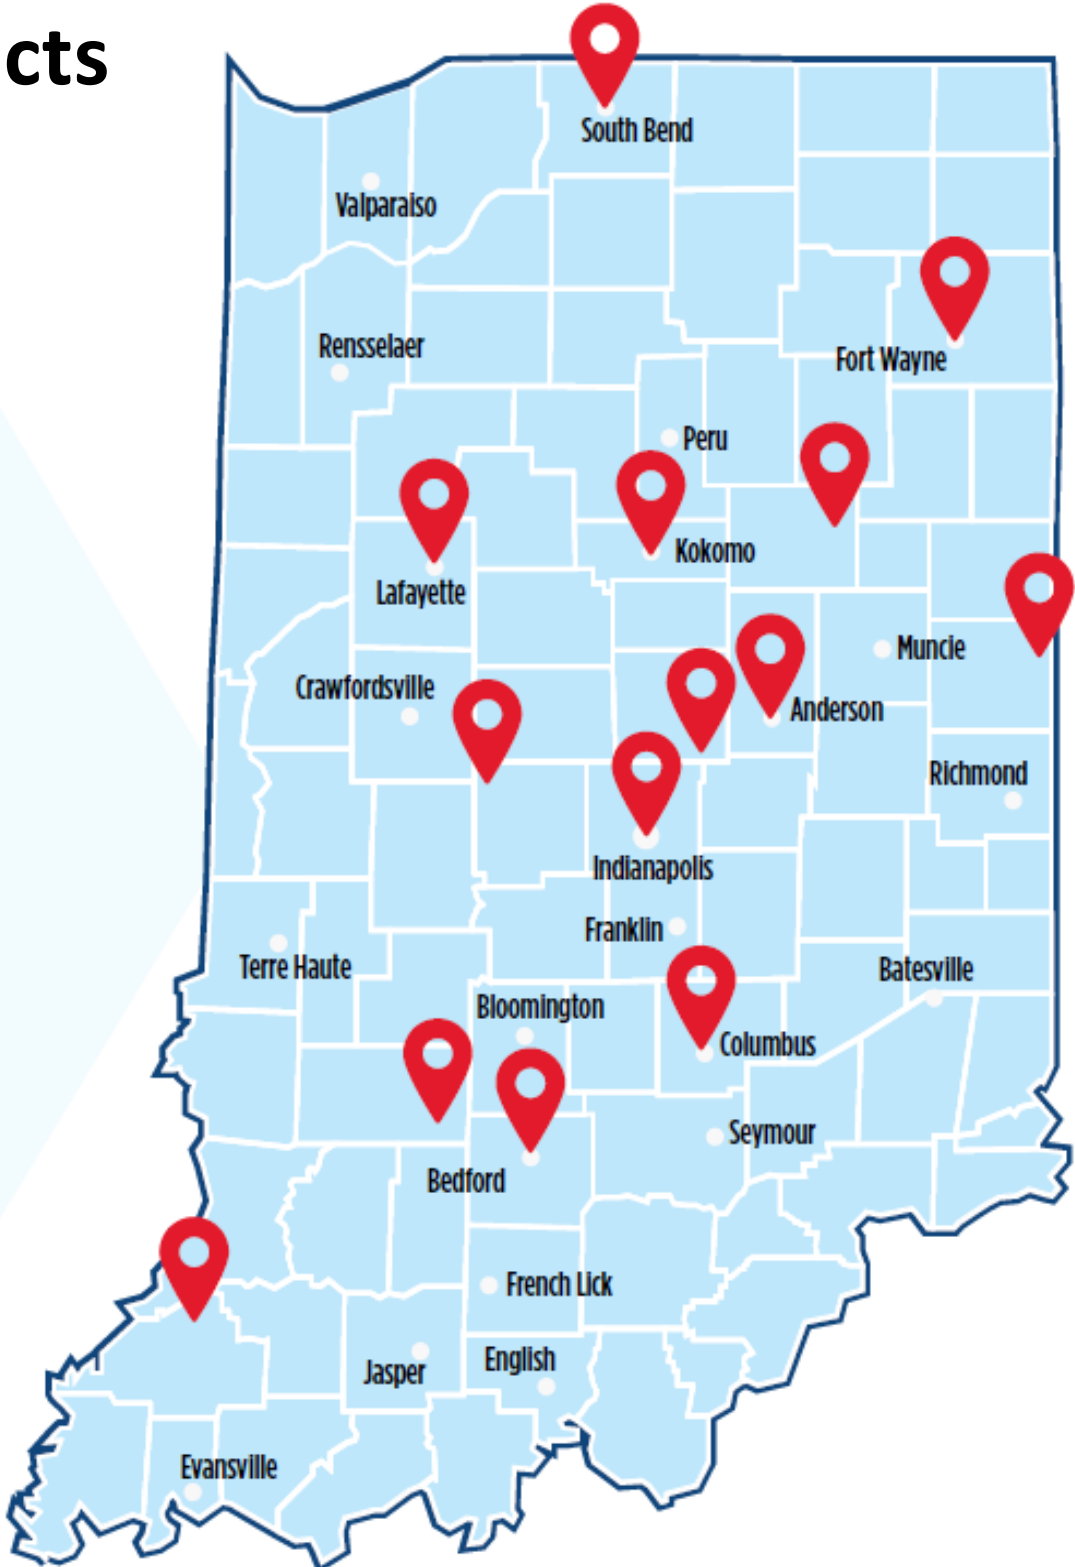 cts
South Bend
Valparaiso
Rensselaer
Fort Wayne
Peru
Kokomo
Lafayette
Muncie
Crawfordsville
Anderson
Richmond
Indianapolis
Franklin
Terre Haute
Batesville
Bloomington
Columbus
Seymour
Bedford
French Lick
English
Jasper
Evansville